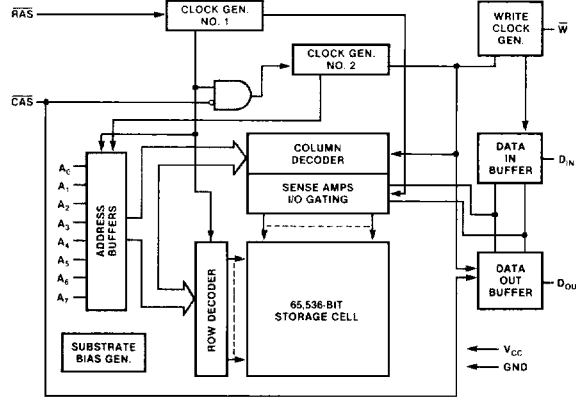 RAS
CLOCK GEN.
NO. 1
WRITE
CLOCK
GEN.
W
CLOCK GEN.
NO. 2
CAS
COLUMN
DECODER
DATA
IN
BUFFER
DIN
SENSE AMPS
I/O GATING
A0
A1
A2
A3
A4
A5
A6
A7
ADDRESS
BUFFERS
ROW DECODER
65,536-BIT
STORAGE CELL
DATA
OUT
BUFFER
DOU
SUBSTRATE
BIAS GEN.
VCC
GND